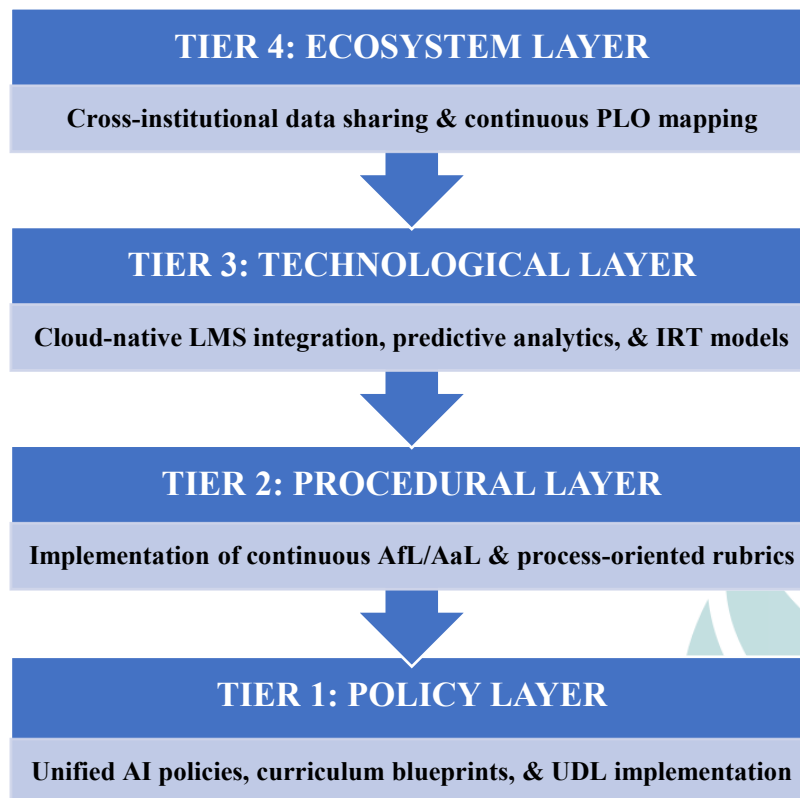 TIER 4: ECOSYSTEM LAYER
Cross-institutional data sharing & continuous PLO mapping
TIER 3: TECHNOLOGICAL LAYER
Cloud-native LMS integration, predictive analytics, & IRT models
TIER 2: PROCEDURAL LAYER
Implementation of continuous AfL/AaL & process-oriented rubrics
TIER 1: POLICY LAYER
Unified AI policies, curriculum blueprints, & UDL implementation